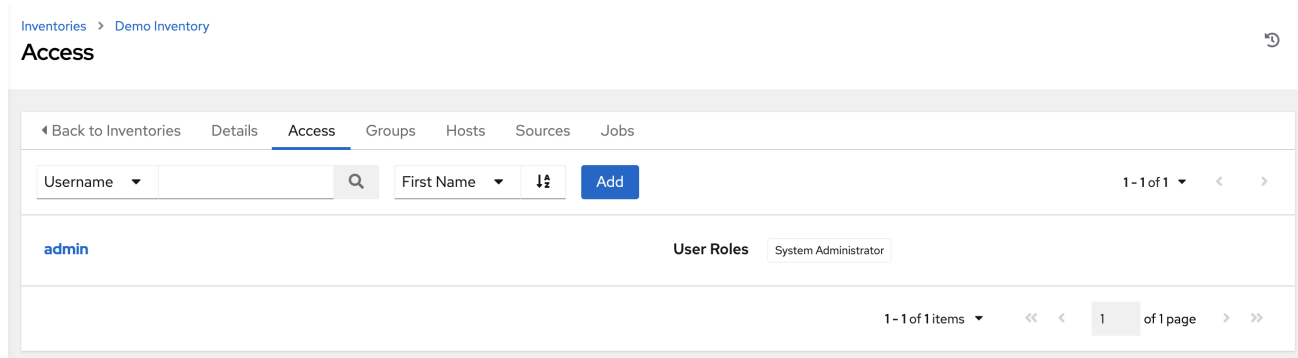 Inventories > Demo Inventory
Access
Back to Inventories Details Access Groups Hosts Sources Jobs
Username First Name Add 1 - 1 of 1
admin User Roles System Administrator
1 - 1 of 1 items 1 of 1 page